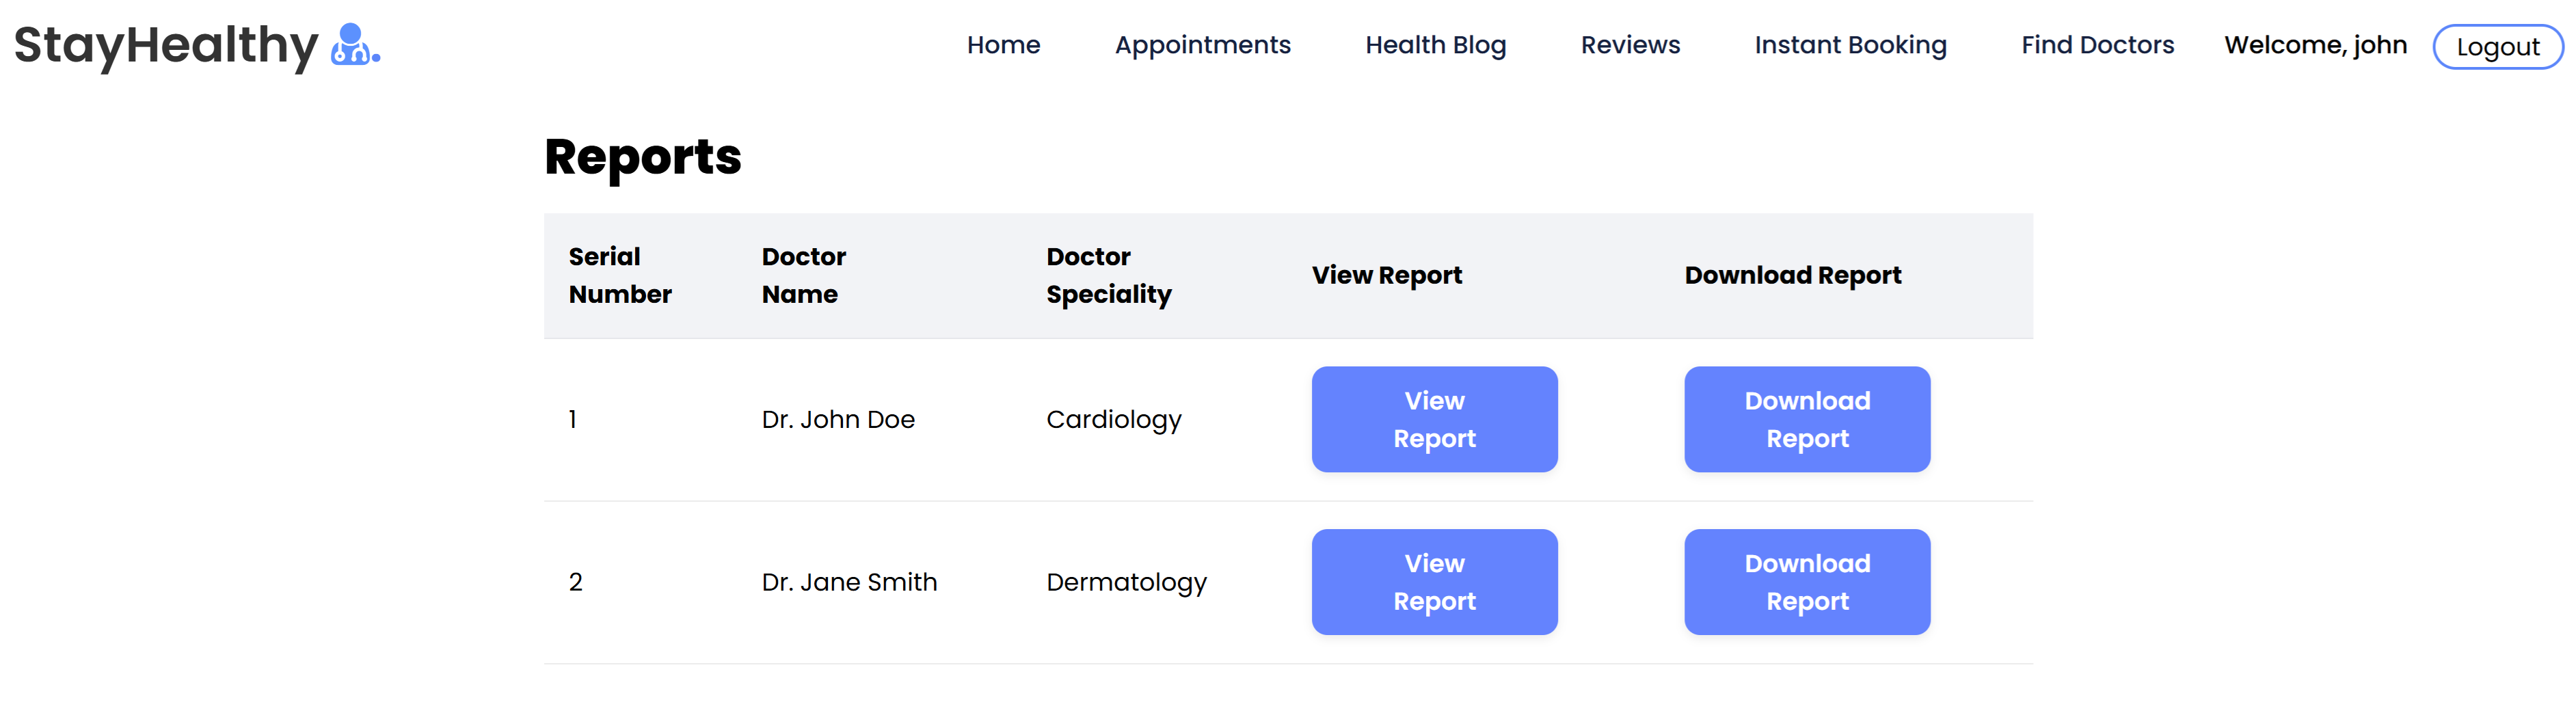 StayHealthy
Home Appointments Health Blog Reviews Instant Booking Find Doctors Welcome, john Logout
Reports
Serial Number Doctor Name Doctor Speciality View Report Download Report
1 Dr. John Doe Cardiology View Report Download Report
2 Dr. Jane Smith Dermatology View Report Download Report